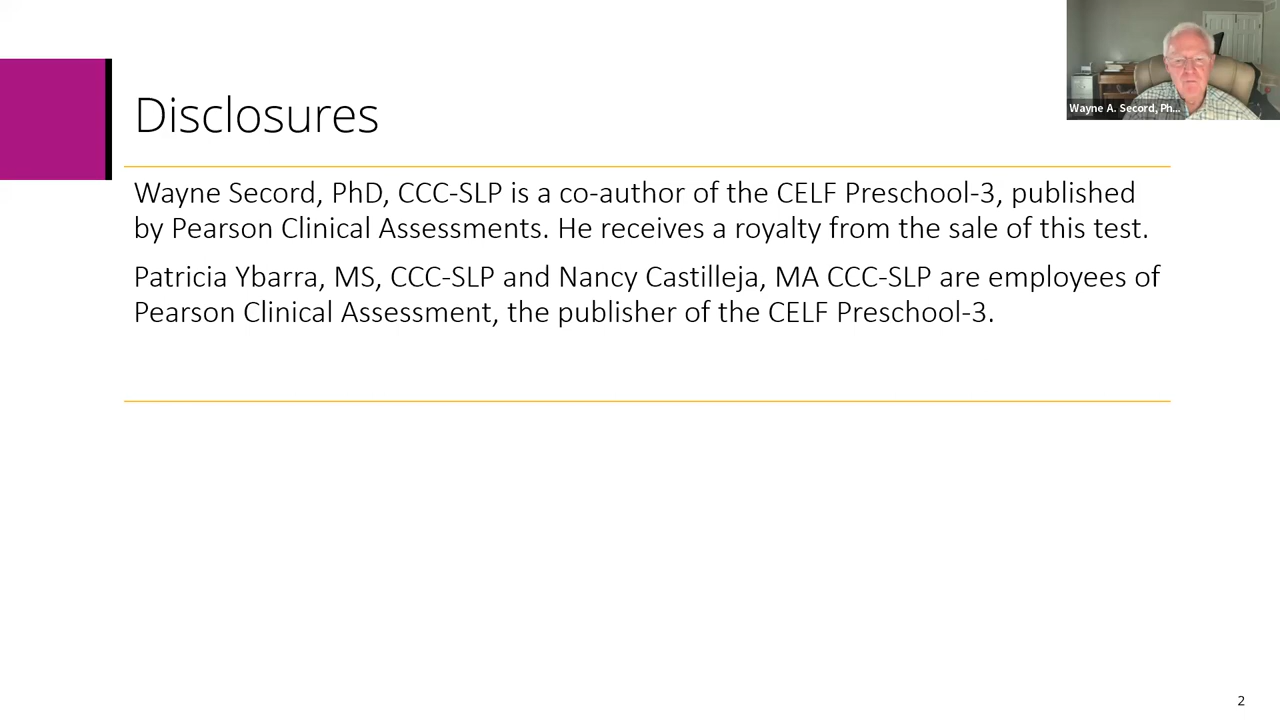 Disclosures
Wayne A. Secord, Ph...
Wayne Secord, PhD, CCC-SLP is a co-author of the CELF Preschool-3, published
by Pearson Clinical Assessments. He receives a royalty from the sale of this test.
Patricia Ybarra, MS, CCC-SLP and Nancy Castilleja, MA CCC-SLP are employees of
Pearson Clinical Assessment, the publisher of the CELF Preschool-3.
2